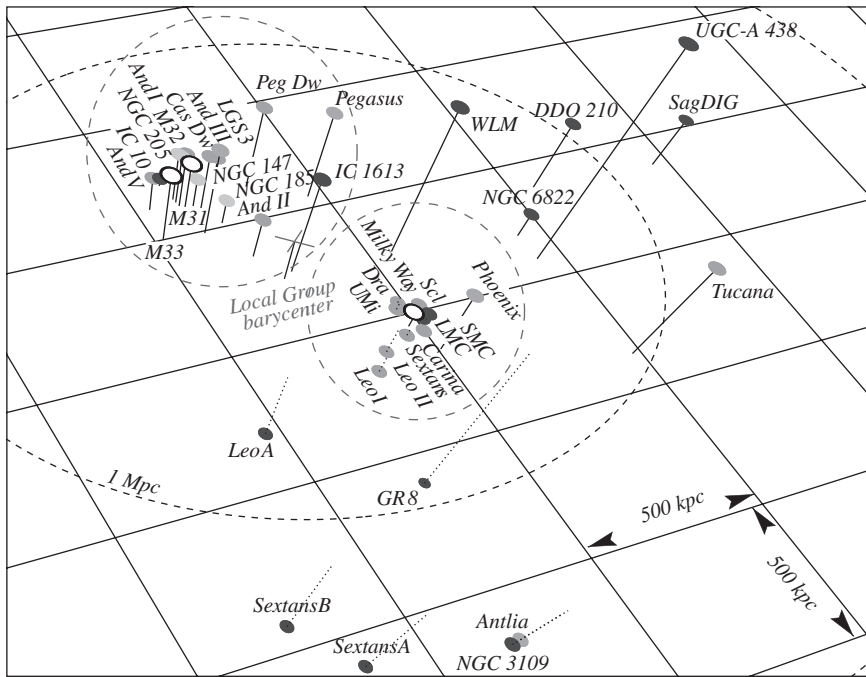 UGC-A 438
Peg Dw
Pegasus
WLM
DDO 210
SagDIG
And I
M32
Cas Dw
And III
LGS3
NGC 205
IC 10
And V
NGC 147
NGC 185
And II
IC 1613
NGC 6822
M31
M33
Milky Way
Local Group
barycenter
Dra
UMi
Scl
Phoenix
Tucana
SMC
LMC
Carina
Sextans
Leo II
Leo I
Leo A
1 Mpc
GR 8
500 kpc
500 kpc
Sextans B
Sextans A
Antlia
NGC 3109